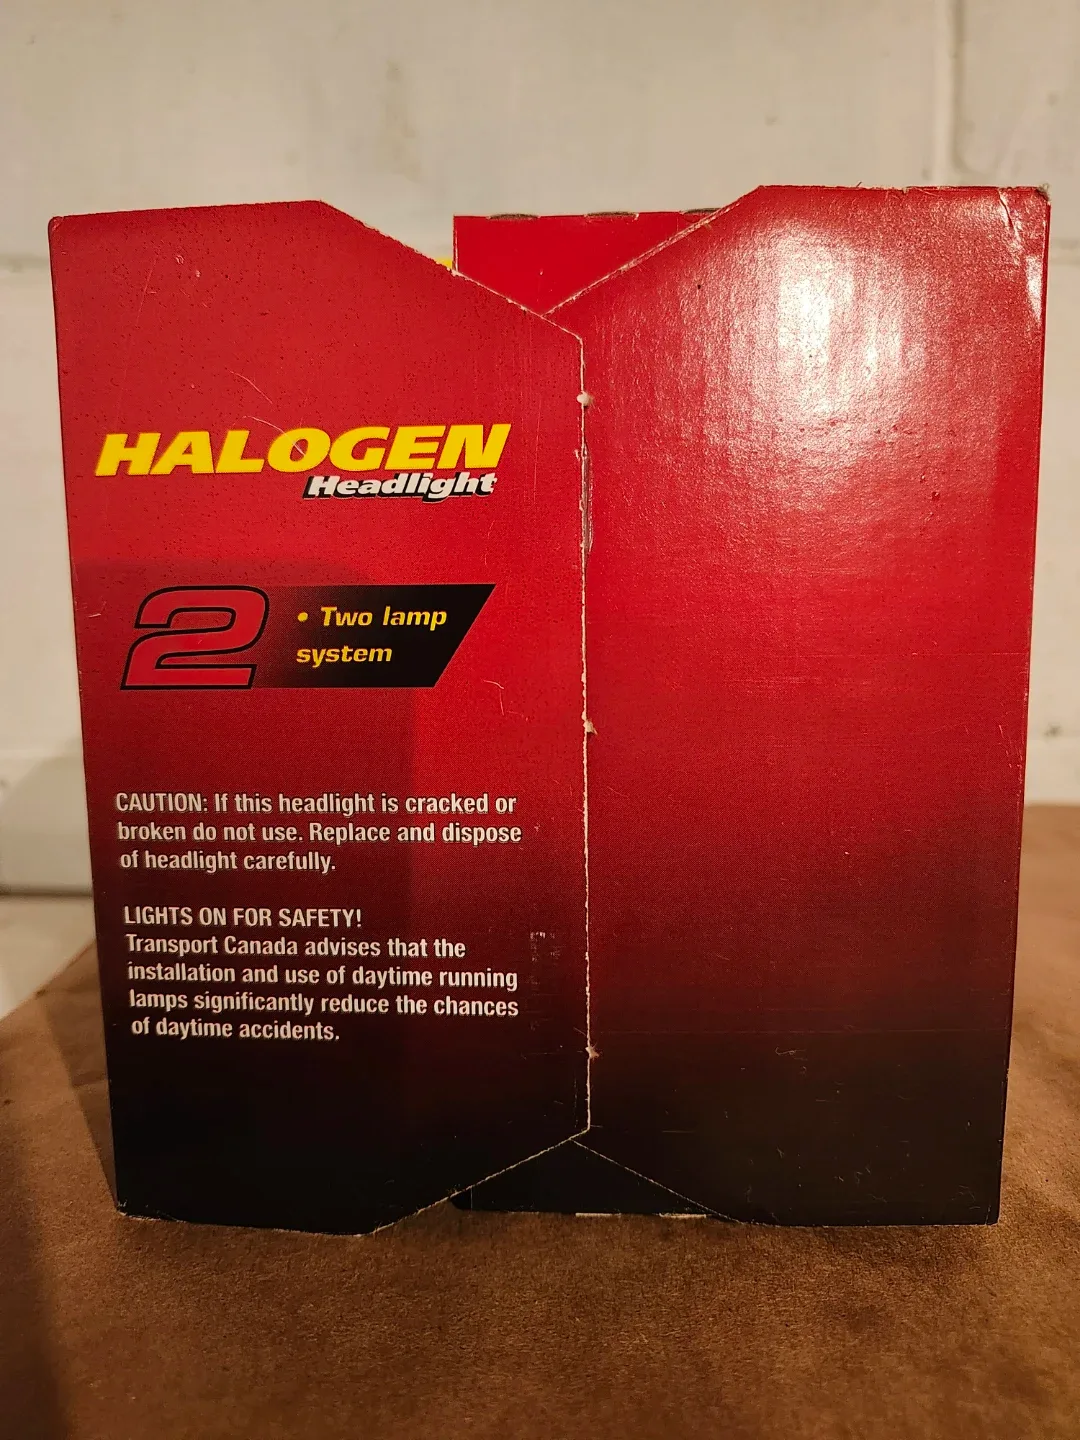 HALOGEN
Headlight
2
• Two lamp
system
CAUTION: If this headlight is cracked or
broken do not use. Replace and dispose
of headlight carefully.
LIGHTS ON FOR SAFETY!
Transport Canada advises that the
installation and use of daytime running
lamps significantly reduce the chances
of daytime accidents.